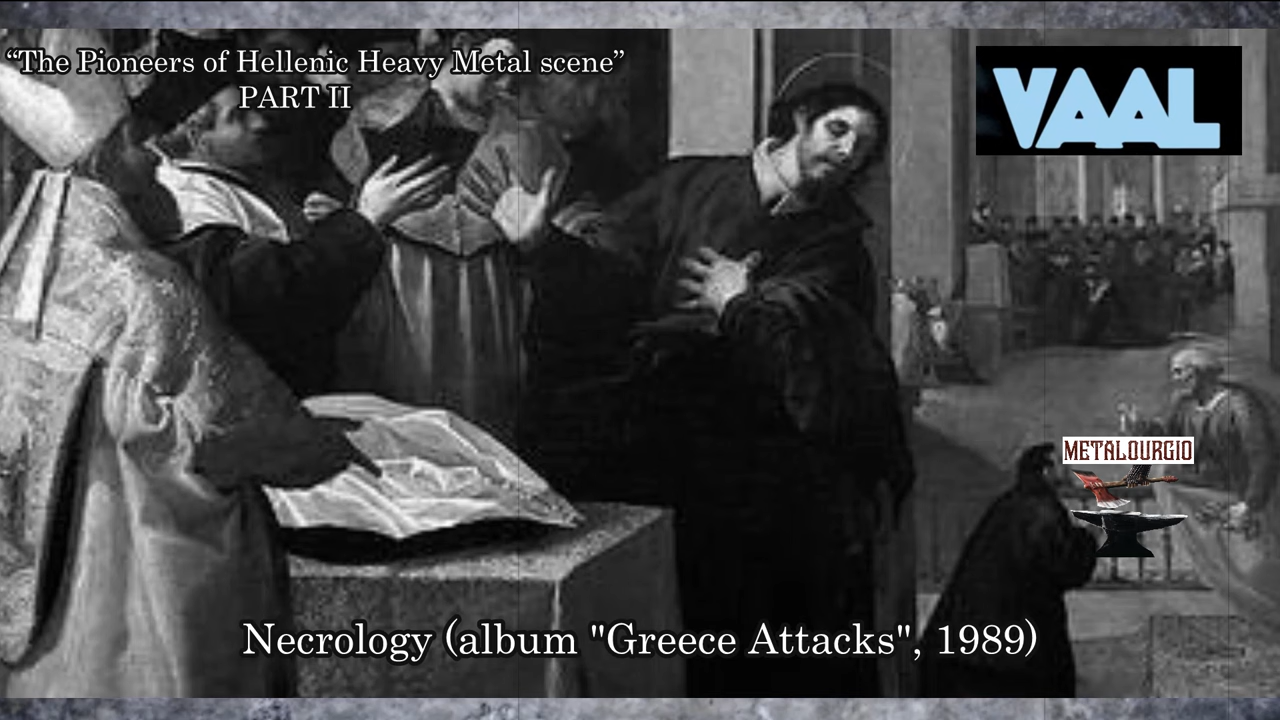 “The Pioneers of Hellenic Heavy Metal scene”
PART II
VAAL
METALOURGIO
Necrology (album "Greece Attacks", 1989)